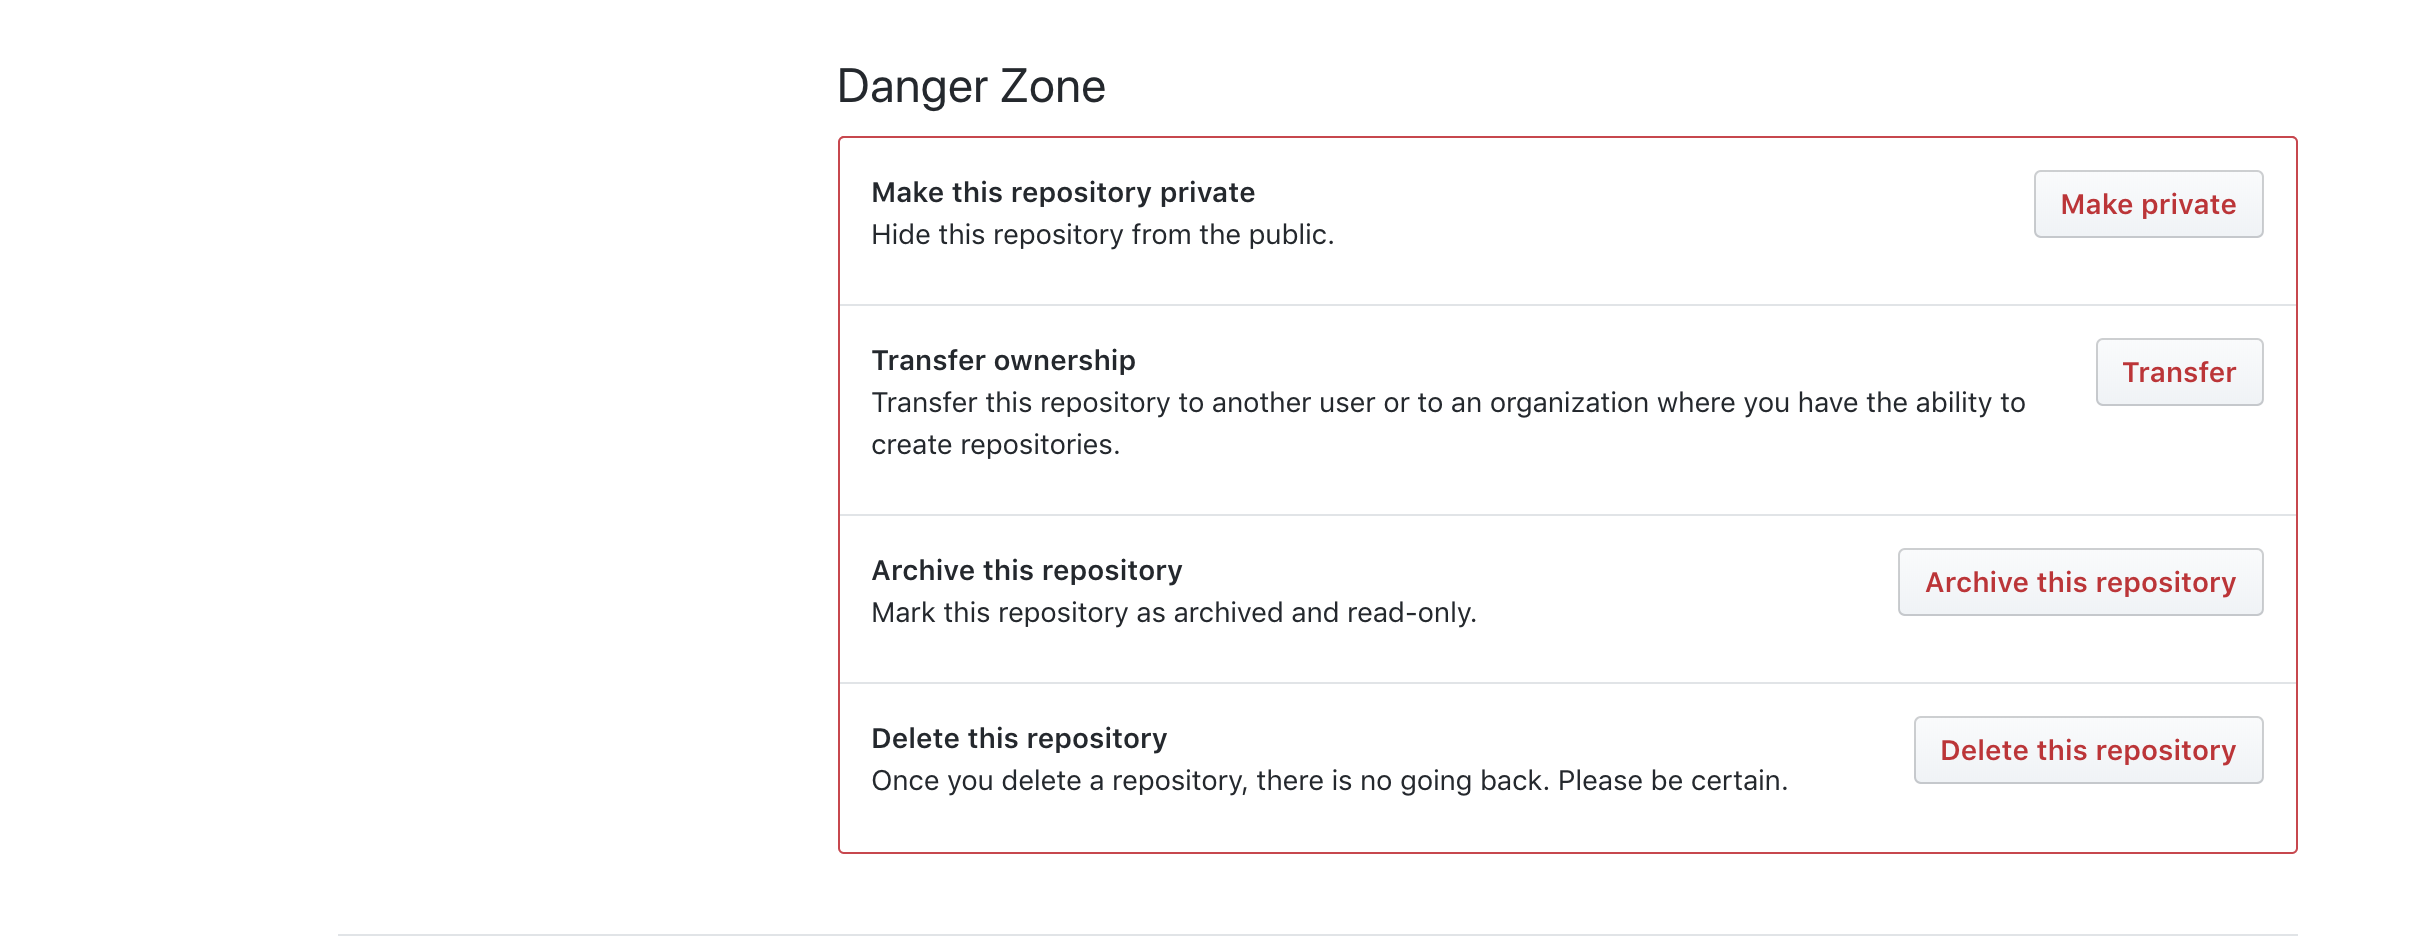 Danger Zone
Make this repository private
Hide this repository from the public.
Make private
Transfer ownership
Transfer this repository to another user or to an organization where you have the ability to
create repositories.
Transfer
Archive this repository
Mark this repository as archived and read-only.
Archive this repository
Delete this repository
Once you delete a repository, there is no going back. Please be certain.
Delete this repository